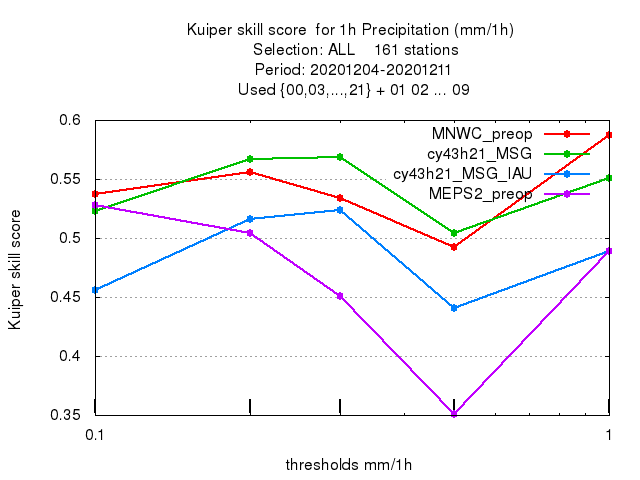 Kuiper skill score  for 1h Precipitation (mm/1h)
Selection: ALL    161 stations
Period: 20201204-20201211
Used {00,03,...,21} + 01 02 ... 09
MNWC_preop
cy43h21_MSG
cy43h21_MSG_IAU
MEPS2_preop
Kuiper skill score
0.6
0.55
0.5
0.45
0.4
0.35
0.1
1
thresholds mm/1h